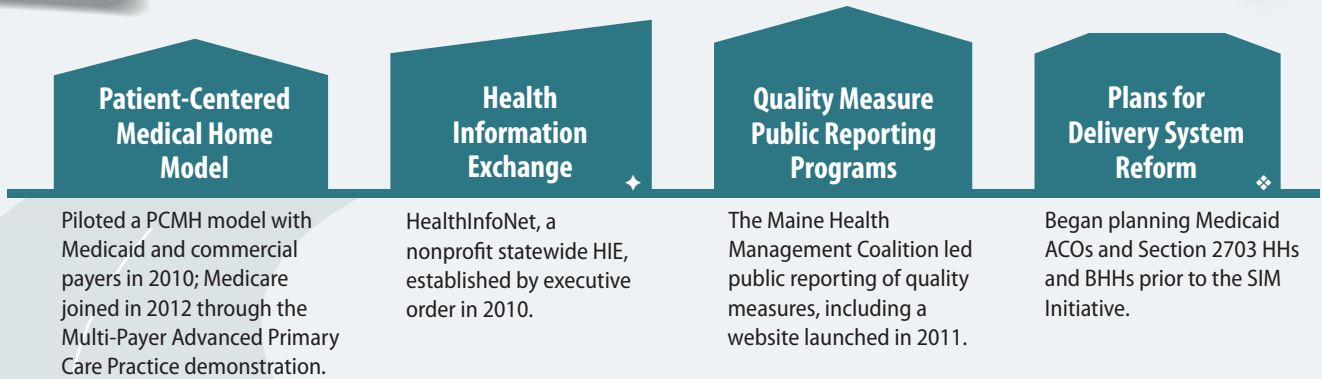 Patient-Centered
Medical Home
Model
Piloted a PCMH model with
Medicaid and commercial
payers in 2010; Medicare
joined in 2012 through the
Multi-Payer Advanced Primary
Care Practice demonstration.
Health
Information
Exchange
HealthInfoNet, a
nonprofit statewide HIE,
established by executive
order in 2010.
Quality Measure
Public Reporting
Programs
The Maine Health
Management Coalition led
public reporting of quality
measures, including a
website launched in 2011.
Plans for
Delivery System
Reform
Began planning Medicaid
ACOs and Section 2703 HHs
and BHHs prior to the SIM
Initiative.